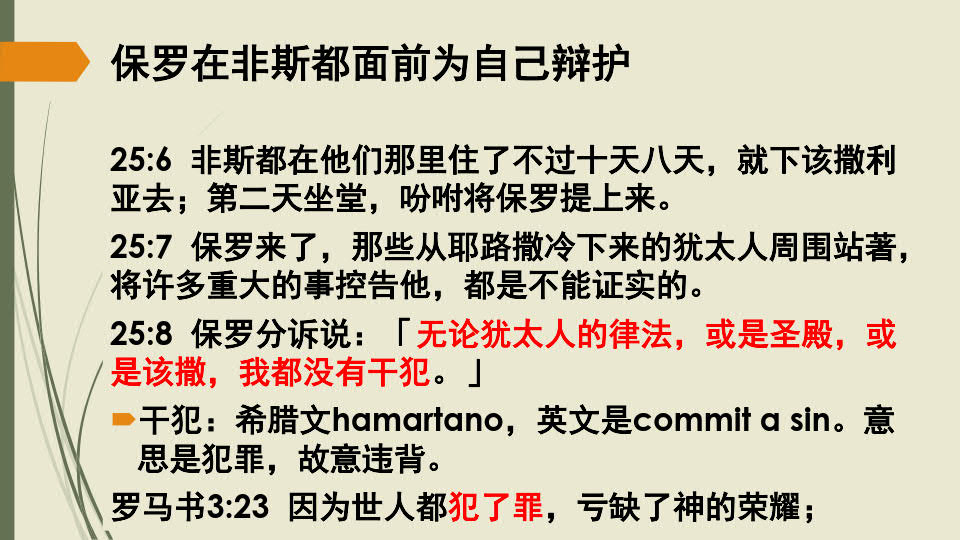 保罗在非斯都面前为自己辩护
25:6 非斯都在他们那里住了不过十天八天，就下该撒利
亚去；第二天坐堂，吩咐将保罗提上来。
25:7 保罗来了，那些从耶路撒冷下来的犹太人周围站著，
将许多重大的事控告他，都是不能证实的。
25:8 保罗分诉说：「无论犹太人的律法，或是圣殿，或
是该撒，我都没有干犯。」
干犯：希腊文hamartano，英文是commit a sin。意
思是犯罪，故意违背。
罗马书3:23 因为世人都犯了罪，亏缺了神的荣耀；